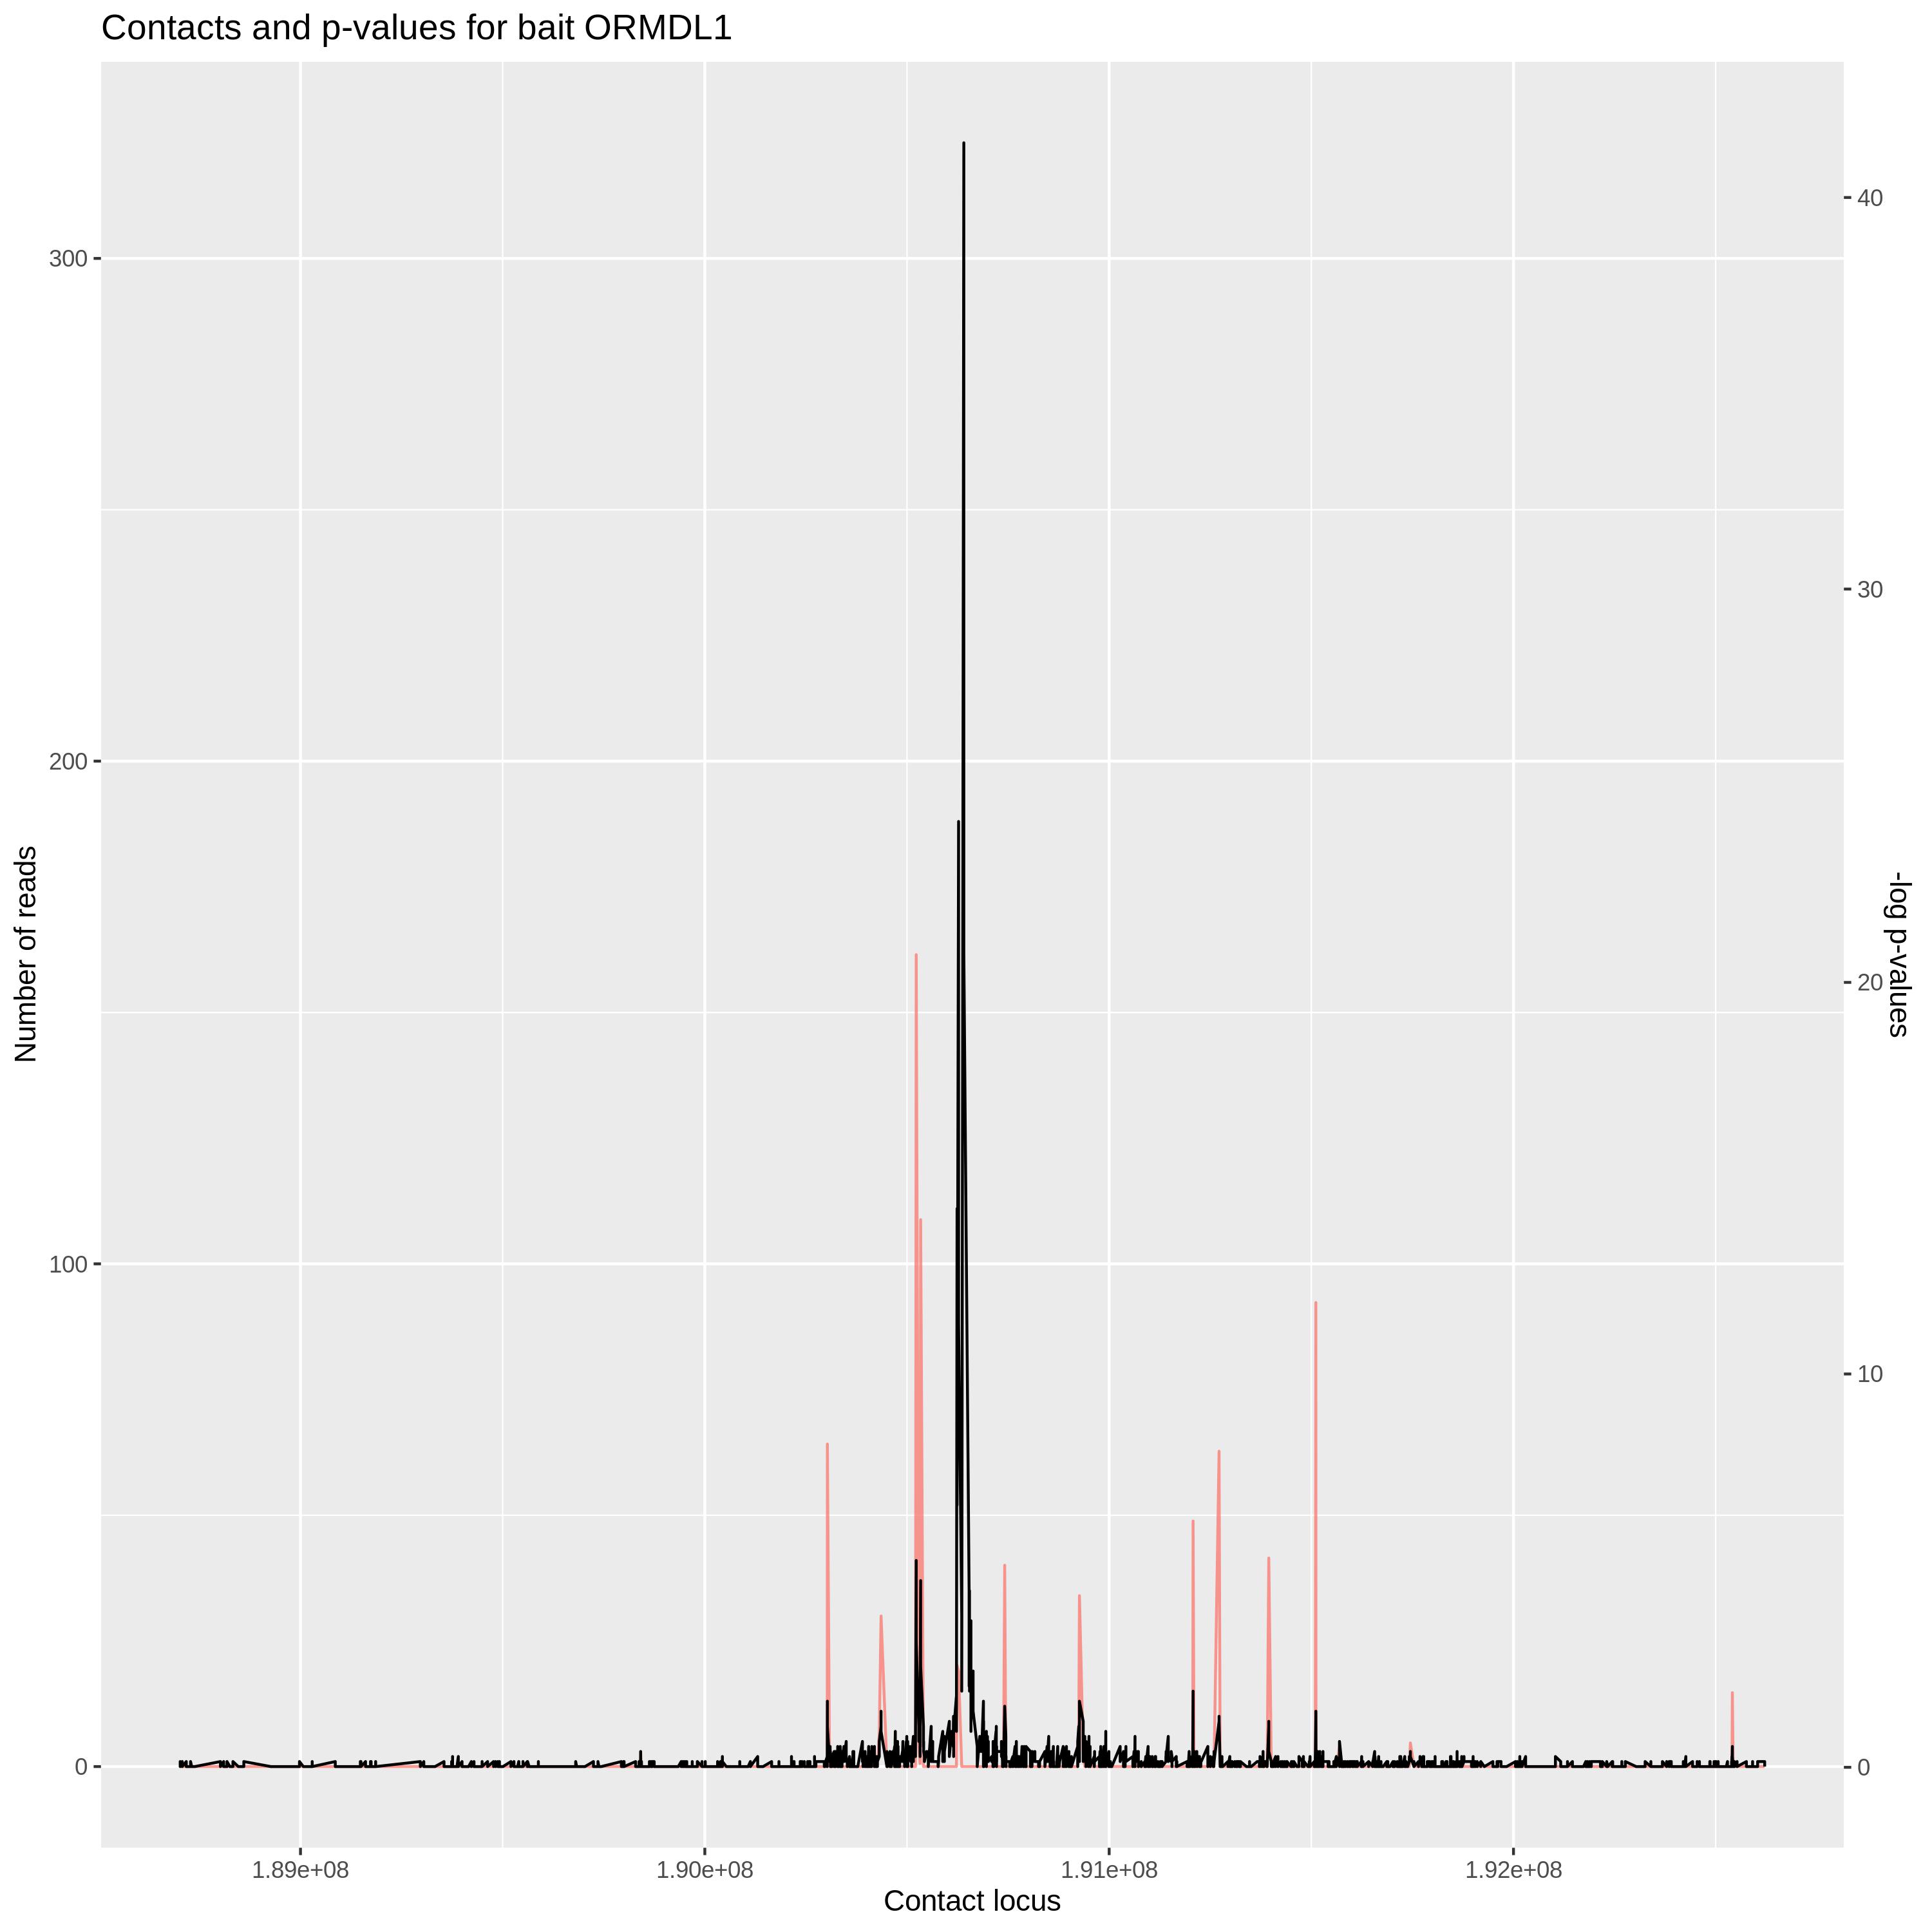 Contacts and p-values for bait ORMDL1
Number of reads
300
200
100
0
40
30
20
10
0
-log p-values
1.89e+08
1.90e+08
1.91e+08
1.92e+08
Contact locus